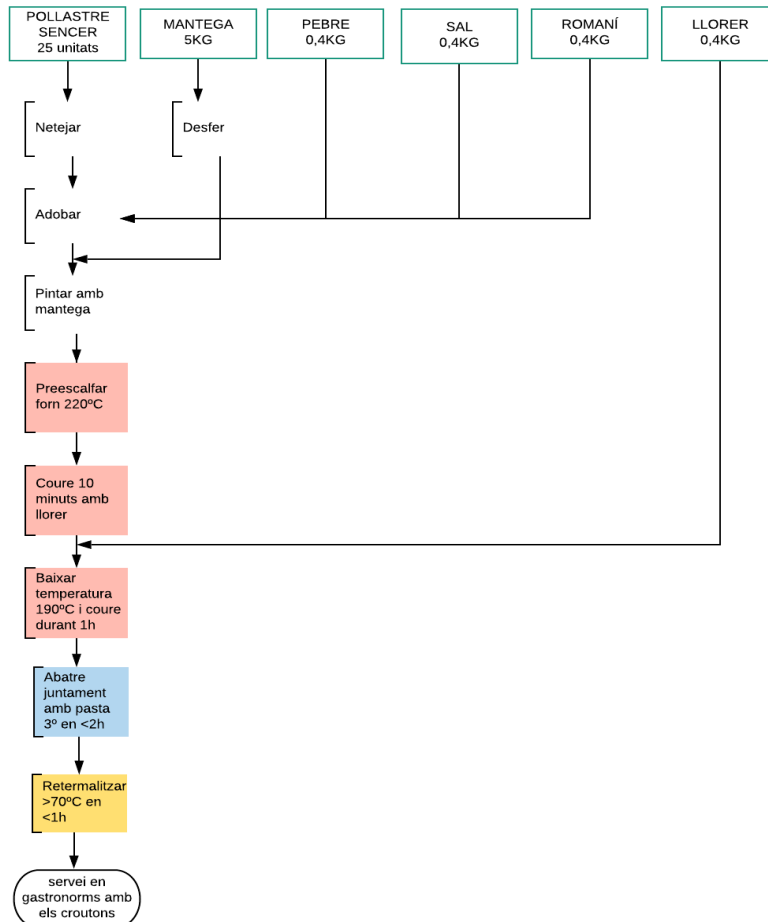 POLLASTRE
SENCER
25 unitats
MANTEGA
5KG
PEBRE
0,4KG
SAL
0,4KG
ROMANÍ
0,4KG
LLORER
0,4KG
Netejar
Desfer
Adobar
Pintar amb
mantega
Preescalfar
forn 220ºC
Coure 10
minuts amb
llorer
Baixar
temperatura
190ºC i coure
durant 1h
Abatre
juntament
amb pasta
3º en <2h
Retermalitzar
>70ºC en
<1h
servei en
gastronorms amb
els croutons